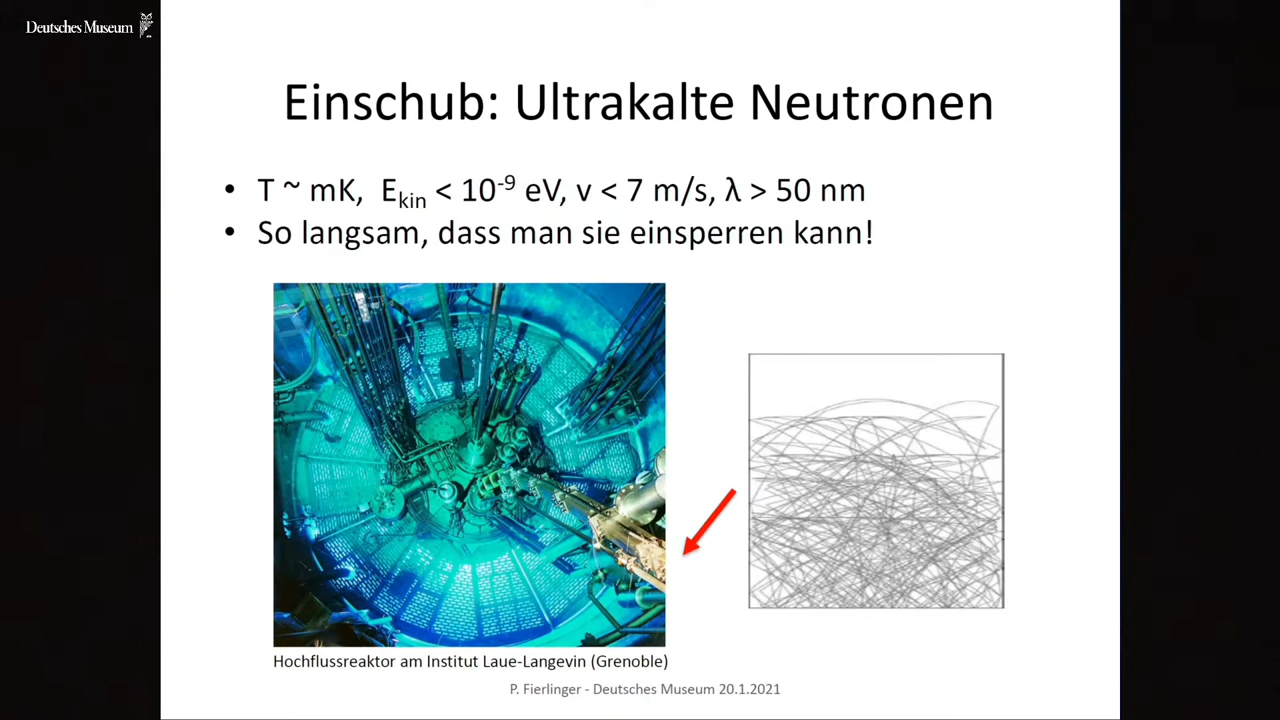 Deutsches Museum
Einschub: Ultrakalte Neutronen
• T ~ mK, Ekin < 10-9 eV, v < 7 m/s, λ > 50 nm
• So langsam, dass man sie einsperren kann!
Hochflussreaktor am Institut Laue-Langevin (Grenoble)
P. Fierlinger - Deutsches Museum 20.1.2021